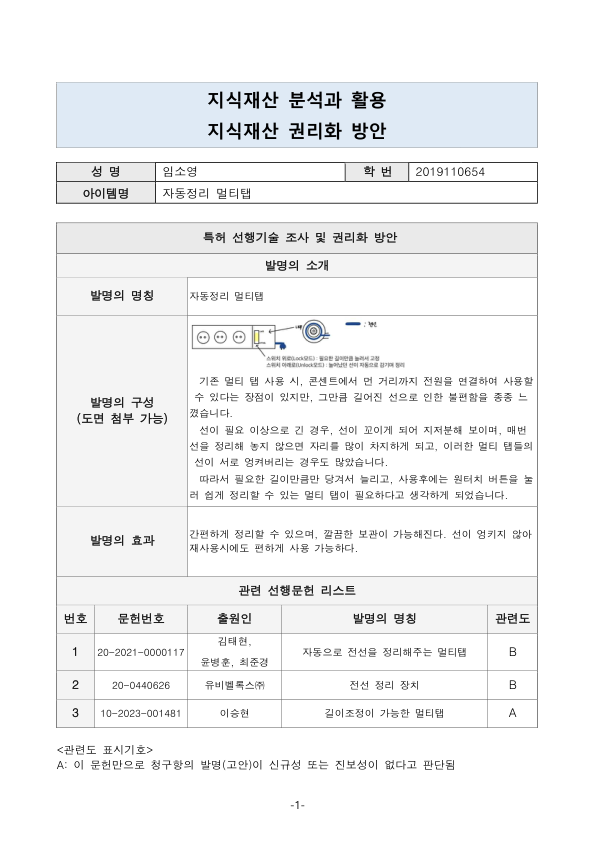 지식재산 분석과 활용
지식재산 권리화 방안
성 명 임소영 학 번 2019110654
아이템명 자동정리 멀티탭
특허 선행기술 조사 및 권리화 방안
발명의 소개
발명의 명칭 자동정리 멀티탭
스위치 위로(Lock모드) : 필요한 길이만큼 늘려서 고정
스위치 아래로(Unlock모드) : 늘어났던 선이 자동으로 감기며 정리
발명의 구성
(도면 첨부 가능)
기존 멀티 탭 사용 시, 콘센트에서 먼 거리까지 전원을 연결하여 사용할
수 있다는 장점이 있지만, 그만큼 길어진 선으로 인한 불편함을 종종 느
꼈습니다.
선이 필요 이상으로 긴 경우, 선이 꼬이게 되어 지저분해 보이며, 매번
선을 정리해 놓지 않으면 자리를 많이 차지하게 되고, 이러한 멀티 탭들의
선이 서로 엉켜버리는 경우도 많았습니다.
따라서 필요한 길이만큼만 당겨서 늘리고, 사용후에는 원터치 버튼을 눌
러 쉽게 정리할 수 있는 멀티 탭이 필요하다고 생각하게 되었습니다.
발명의 효과
간편하게 정리할 수 있으며, 깔끔한 보관이 가능해진다. 선이 엉키지 않아
재사용시에도 편하게 사용 가능하다.
관련 선행문헌 리스트
번호 문헌번호 출원인 발명의 명칭 관련도
1 20-2021-0000117 김태현, 윤병훈, 최준경 자동으로 전선을 정리해주는 멀티탭 B
2 20-0440626 유비벨록스㈜ 전선 정리 장치 B
3 10-2023-001481 이승현 길이조정이 가능한 멀티탭 A
<관련도 표시기호>
A: 이 문헌만으로 청구항의 발명(고안)이 신규성 또는 진보성이 없다고 판단됨
-1-